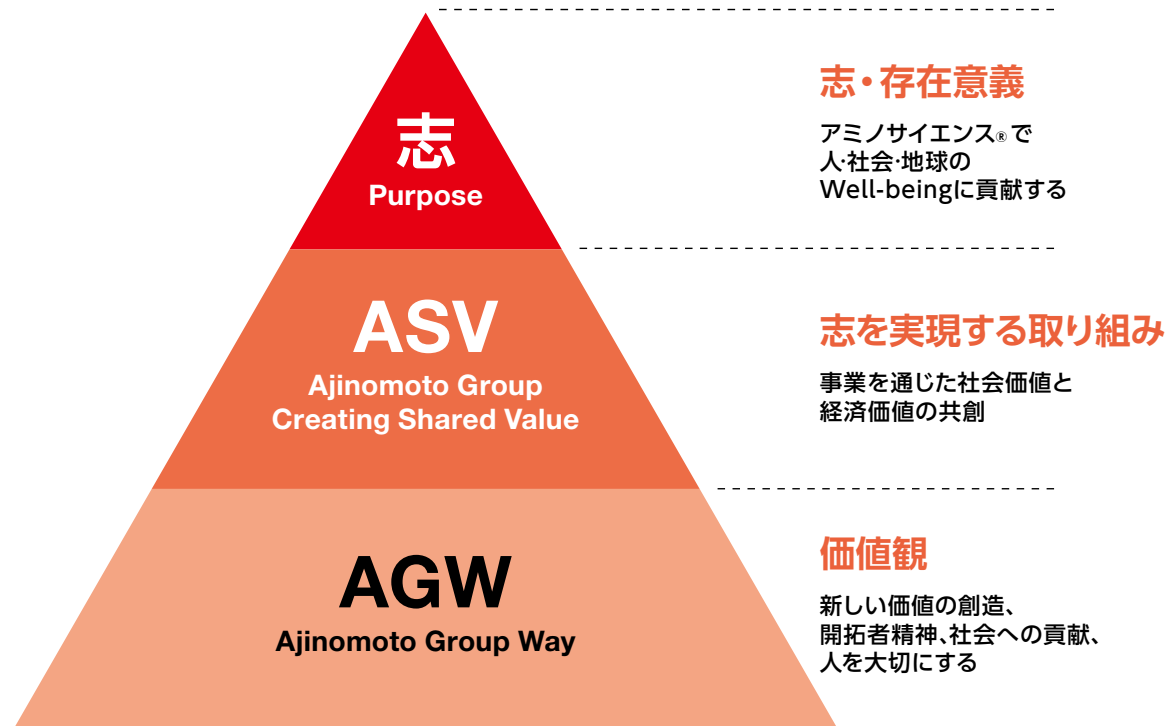 志
Purpose
志・存在意義
アミノサイエンス®で
人・社会・地球の
Well-beingに貢献する
ASV
Ajinomoto Group
Creating Shared Value
志を実現する取り組み
事業を通じた社会価値と
経済価値の共創
AGW
Ajinomoto Group Way
価値観
新しい価値の創造、
開拓者精神、社会への貢献、
人を大切にする